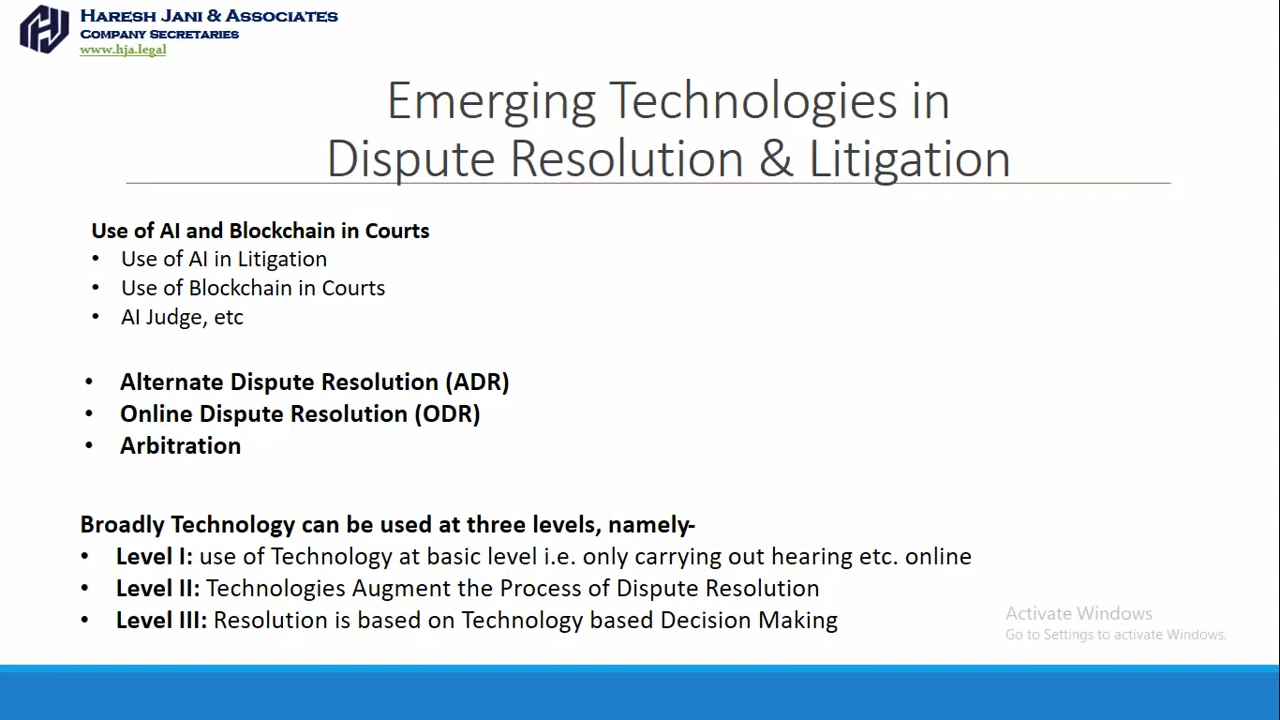 HARESH JANI & ASSOCIATES
COMPANY SECRETARIES
www.hja.legal
Emerging Technologies in
Dispute Resolution & Litigation
Use of AI and Blockchain in Courts
• Use of AI in Litigation
• Use of Blockchain in Courts
• AI Judge, etc
• Alternate Dispute Resolution (ADR)
• Online Dispute Resolution (ODR)
• Arbitration
Broadly Technology can be used at three levels, namely-
• Level I: use of Technology at basic level i.e. only carrying out hearing etc. online
• Level II: Technologies Augment the Process of Dispute Resolution
• Level III: Resolution is based on Technology based Decision Making
Activate Windows
Go to Settings to activate Windows.